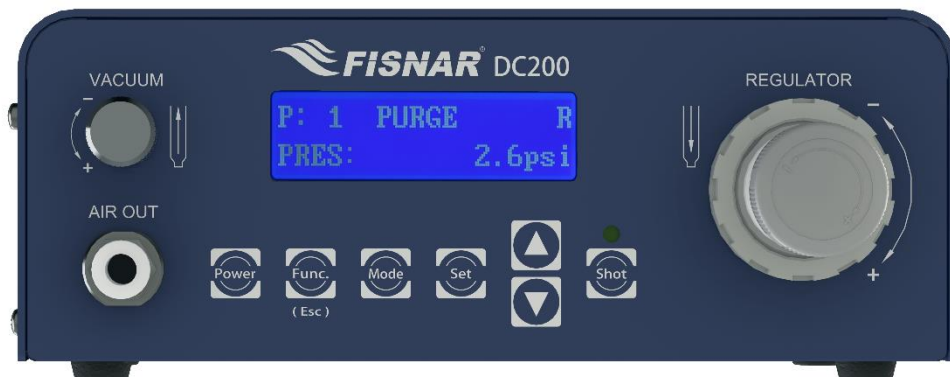 FISNAR® DC200
VACUUM
REGULATOR
P: 1 PURGE R
PRES: 2.6psi
- 
+
-
+
AIR OUT
Power
Func.
(Esc)
Mode
Set
Shot